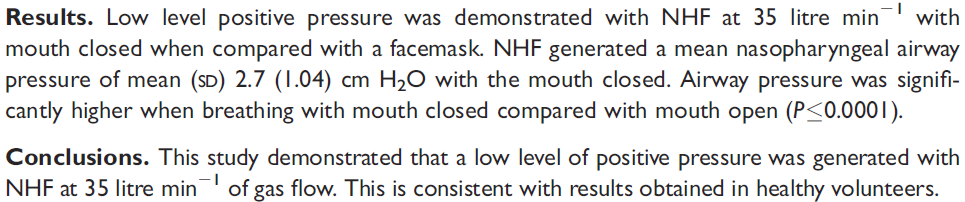 Results. Low level positive pressure was demonstrated with NHF at 35 litre min⁻¹ with
mouth closed when compared with a facemask. NHF generated a mean nasopharyngeal airway
pressure of mean (SD) 2.7 (1.04) cm H₂O with the mouth closed. Airway pressure was signifi-
cantly higher when breathing with mouth closed compared with mouth open (P≤0.0001).
Conclusions. This study demonstrated that a low level of positive pressure was generated with
NHF at 35 litre min⁻¹ of gas flow. This is consistent with results obtained in healthy volunteers.